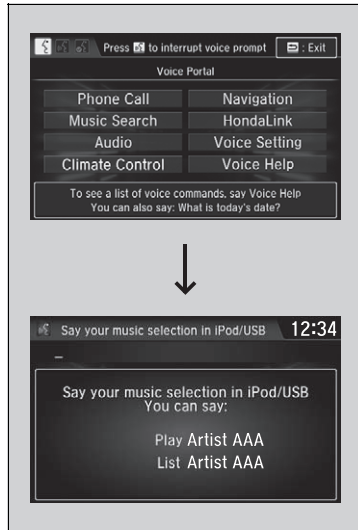 Press to interrupt voice prompt : Exit
Voice Portal
Phone Call Navigation
Music Search HondaLink
Audio Voice Setting
Climate Control Voice Help
To see a list of voice commands, say Voice Help
You can also say: What is today's date?
Say your music selection in iPod/USB 12:34
Say your music selection in iPod/USB
You can say:
Play Artist AAA
List Artist AAA